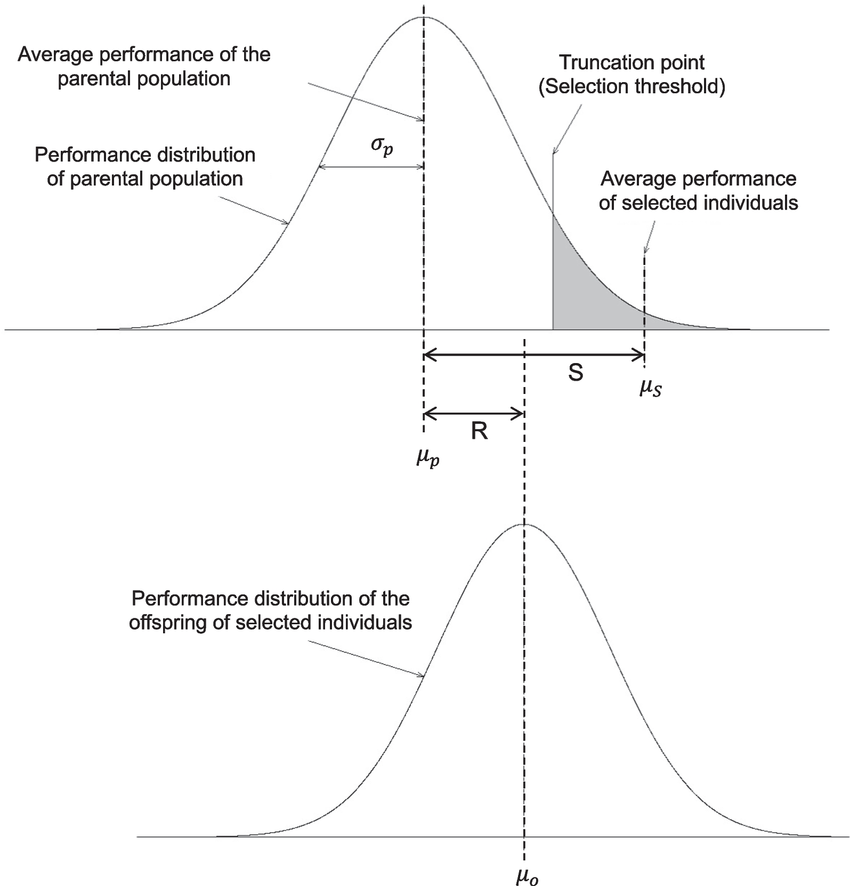 Average performance of the
parental population
Truncation point
(Selection threshold)
σp
Performance distribution
of parental population
Average performance
of selected individuals
S
μS
R
μp
Performance distribution of the
offspring of selected individuals
μo